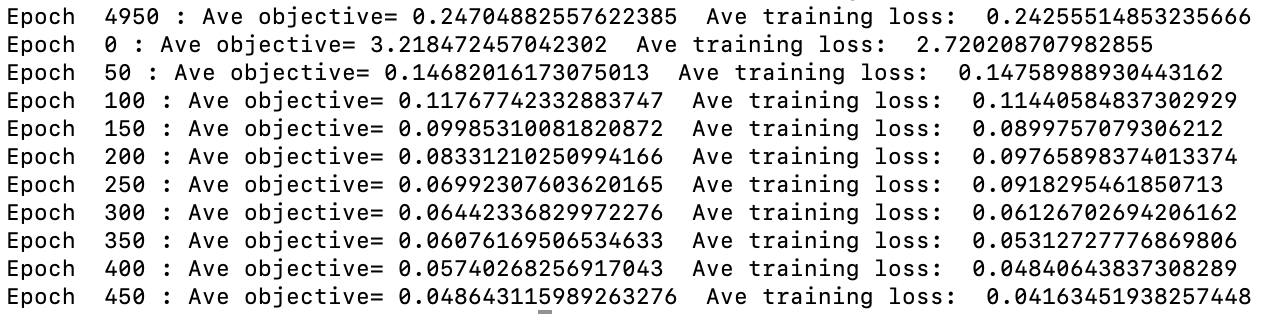 Epoch  4950 : Ave objective= 0.24704882557622385  Ave training loss:  0.24255514853235666
Epoch  0 : Ave objective= 3.218472457042302  Ave training loss:  2.720208707982855
Epoch  50 : Ave objective= 0.14682016173075013  Ave training loss:  0.14758988930443162
Epoch  100 : Ave objective= 0.11767742332883747  Ave training loss:  0.11440584837302929
Epoch  150 : Ave objective= 0.09985310081820872  Ave training loss:  0.0899757079306212
Epoch  200 : Ave objective= 0.08331210250994166  Ave training loss:  0.09765898374013374
Epoch  250 : Ave objective= 0.06992307603620165  Ave training loss:  0.0918295461850713
Epoch  300 : Ave objective= 0.06442336829972276  Ave training loss:  0.06126702694206162
Epoch  350 : Ave objective= 0.06076169506534633  Ave training loss:  0.05312727776869806
Epoch  400 : Ave objective= 0.05740268256917043  Ave training loss:  0.04840643837308289
Epoch  450 : Ave objective= 0.048643115989263276  Ave training loss:  0.04163451938257448